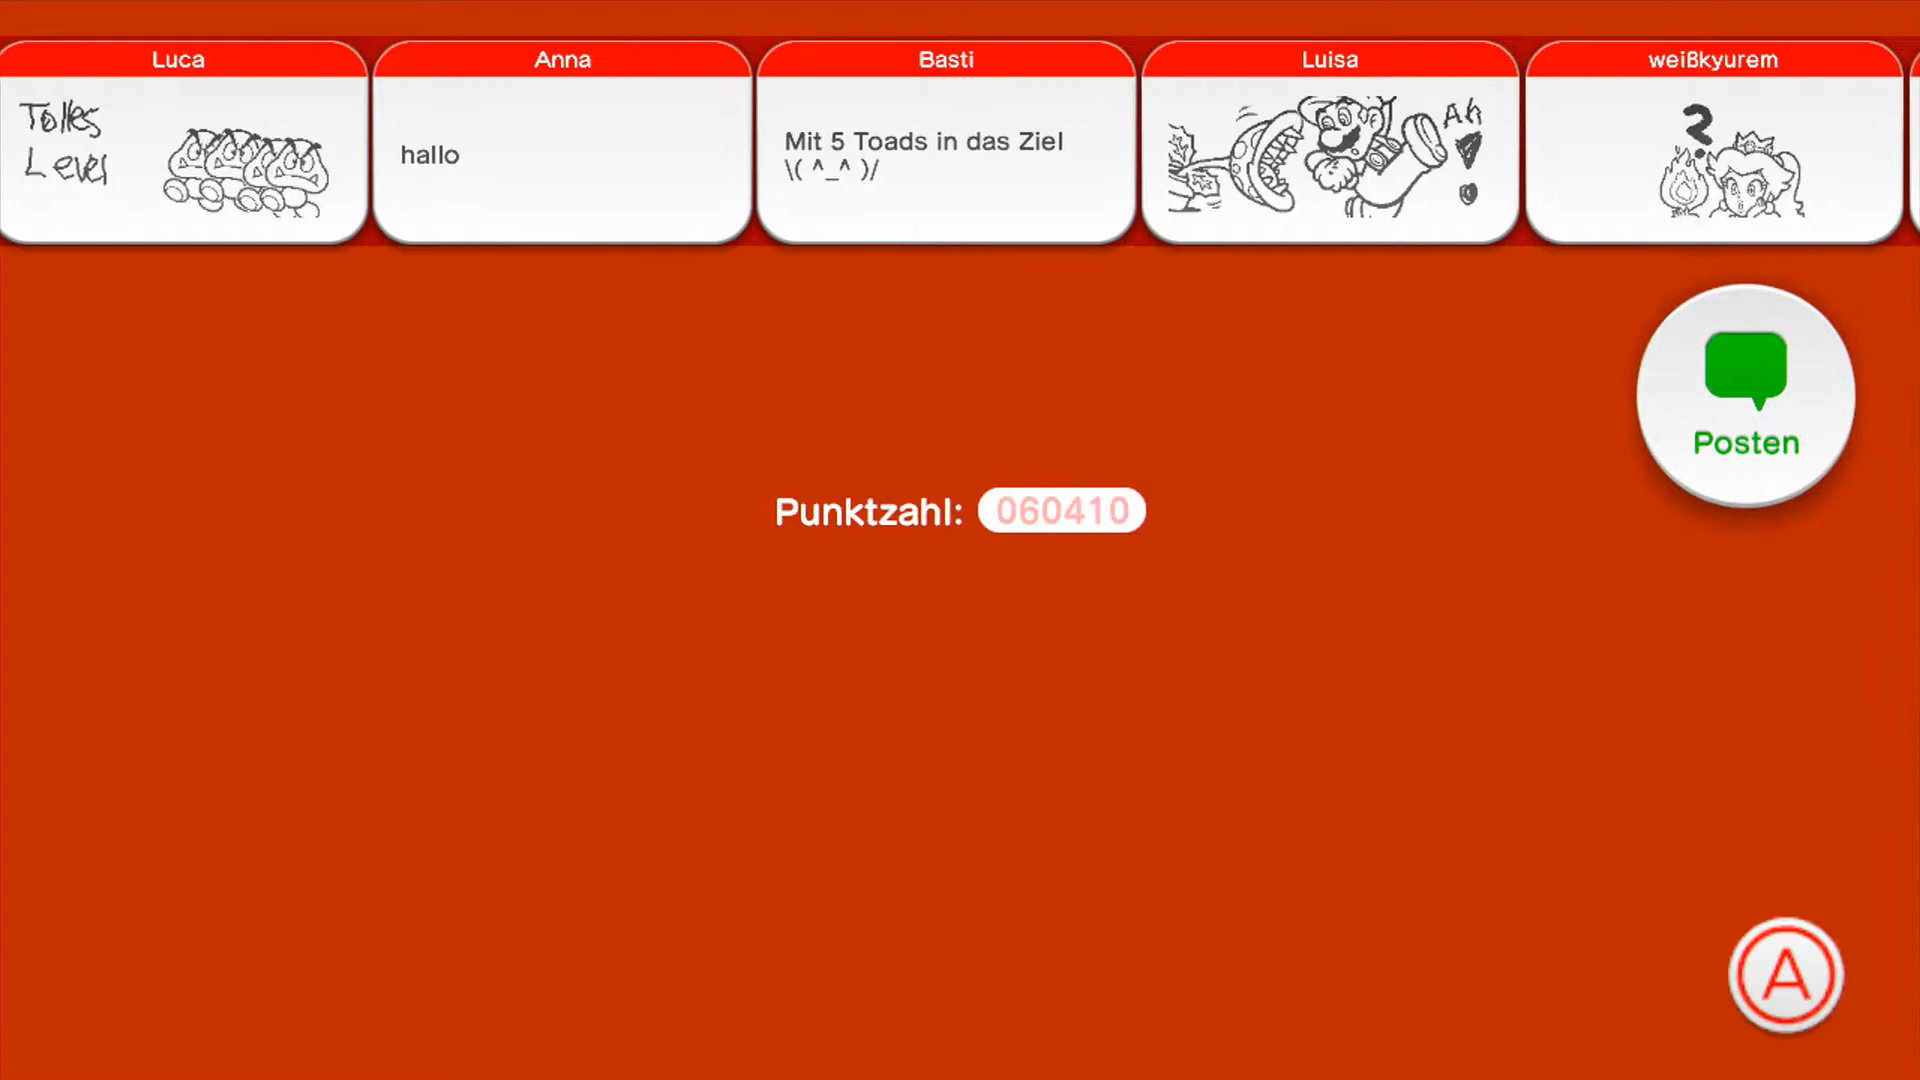 Luca
Tolles
Level
Anna
hallo
Basti
Mit 5 Toads in das Ziel
\( ^_^ )/
Luisa
Ah
!
weißkyurem
?
Posten
Punktzahl: 060410
A